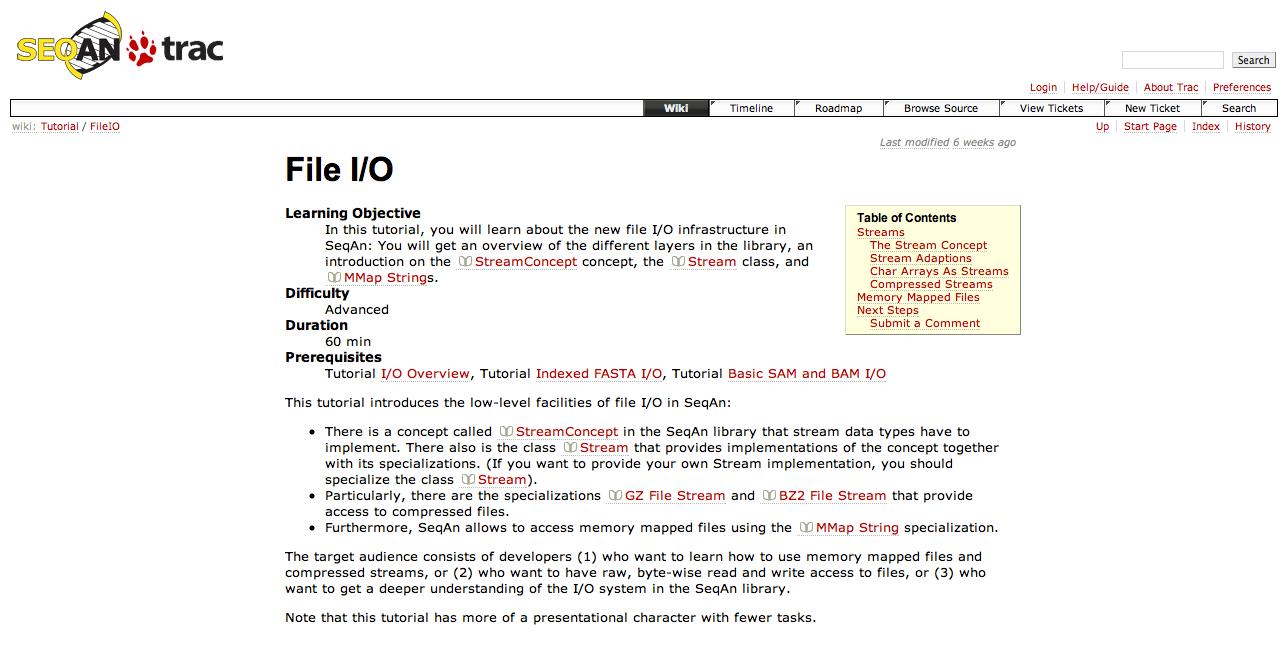 SEQAN trac
Search
Login Help/Guide About Trac Preferences
Wiki Timeline Roadmap Browse Source View Tickets New Ticket Search
wiki: Tutorial / FileIO
Up Start Page Index History
Last modified 6 weeks ago
File I/O
Learning Objective
In this tutorial, you will learn about the new file I/O infrastructure in
SeqAn: You will get an overview of the different layers in the library, an
introduction on the StreamConcept concept, the Stream class, and
MMap Strings.
Difficulty
Advanced
Duration
60 min
Prerequisites
Tutorial I/O Overview, Tutorial Indexed FASTA I/O, Tutorial Basic SAM and BAM I/O
Table of Contents
Streams
The Stream Concept
Stream Adaptions
Char Arrays As Streams
Compressed Streams
Memory Mapped Files
Next Steps
Submit a Comment
This tutorial introduces the low-level facilities of file I/O in SeqAn:
• There is a concept called StreamConcept in the SeqAn library that stream data types have to
implement. There also is the class Stream that provides implementations of the concept together
with its specializations. (If you want to provide your own Stream implementation, you should
specialize the class Stream).
• Particularly, there are the specializations GZ File Stream and BZ2 File Stream that provide
access to compressed files.
• Furthermore, SeqAn allows to access memory mapped files using the MMap String specialization.
The target audience consists of developers (1) who want to learn how to use memory mapped files and
compressed streams, or (2) who want to have raw, byte-wise read and write access to files, or (3) who
want to get a deeper understanding of the I/O system in the SeqAn library.
Note that this tutorial has more of a presentational character with fewer tasks.